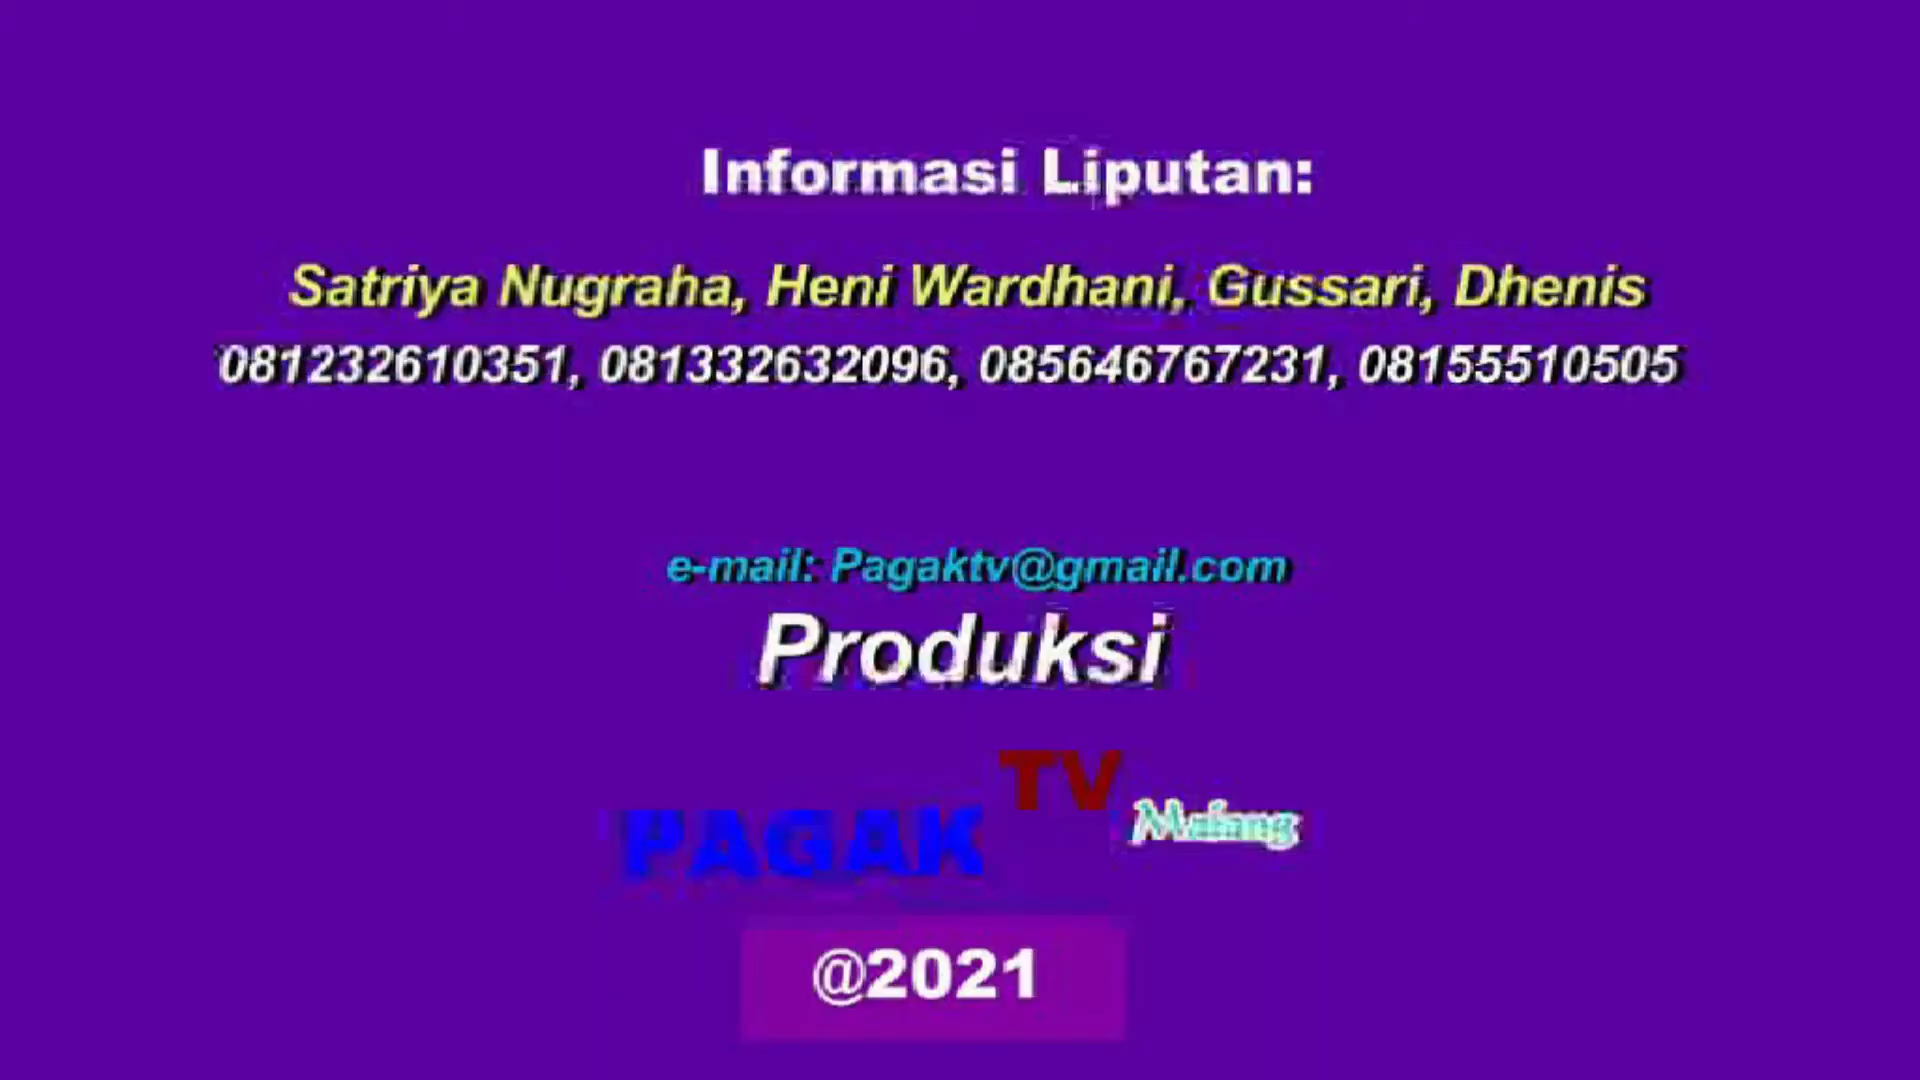 Informasi Liputan:
Satriya Nugraha, Heni Wardhani, Gussari, Dhenis
081232610351, 081332632096, 085646767231, 08155510505
e-mail: Pagaktv@gmail.com
Produksi
PAGAK TV Malang
@2021